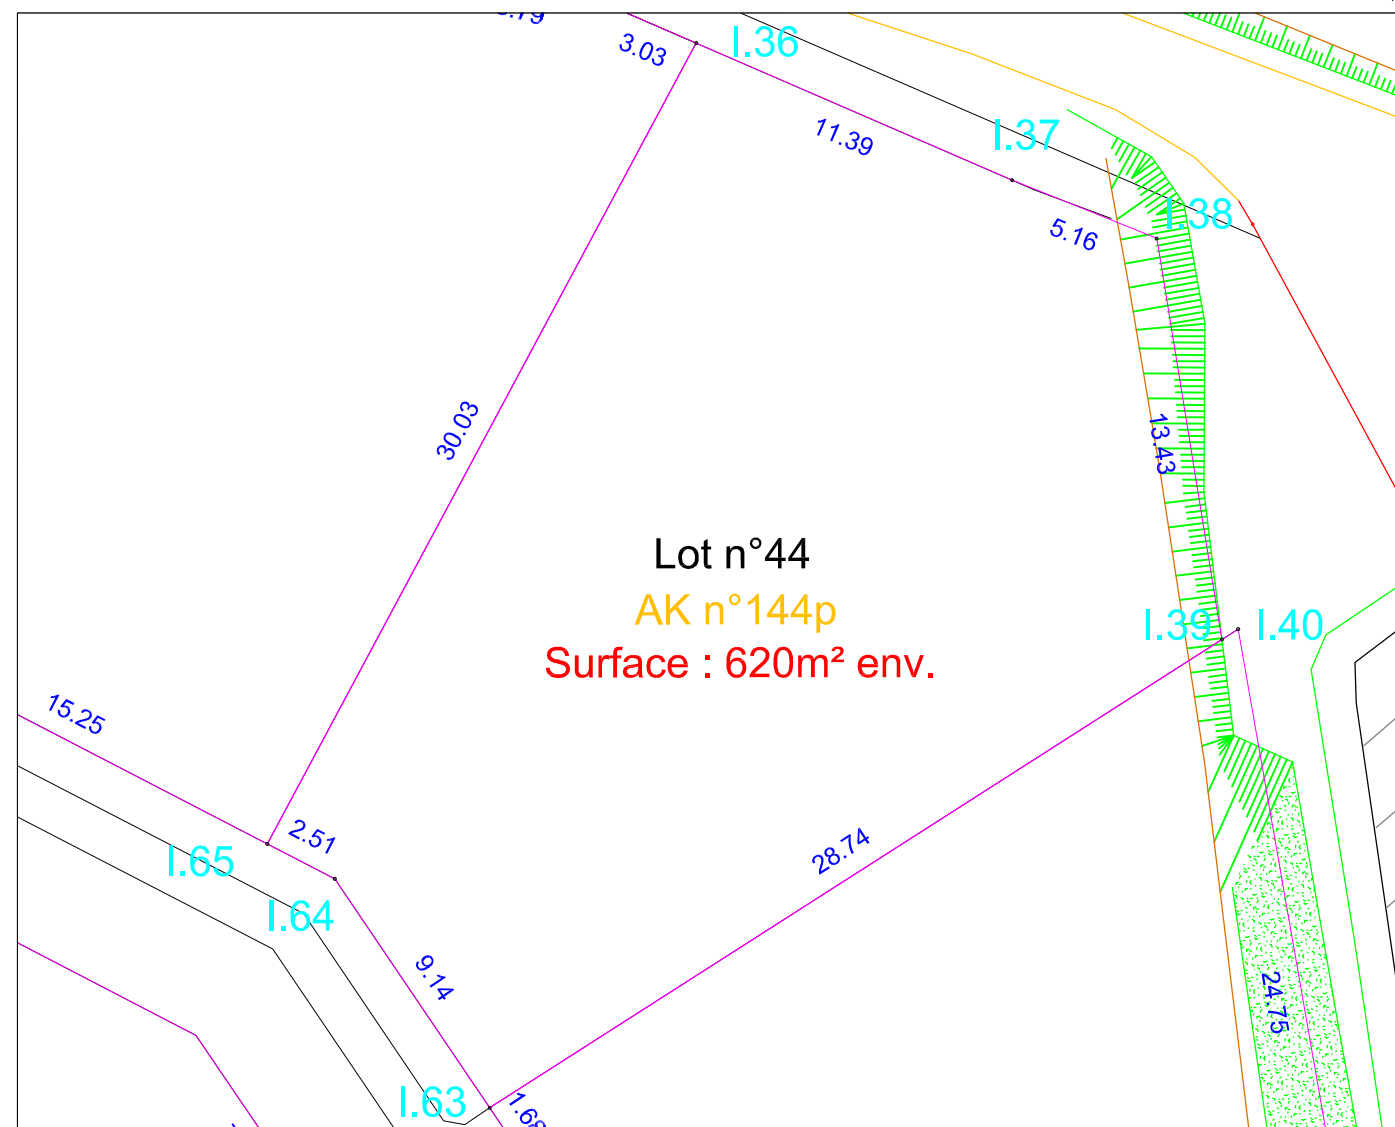 3.03
I.36
11.39
I.37
I.38
5.16
30.03
13.43
Lot n°44
AK n°144p
Surface : 620m² env.
I.39
I.40
15.25
2.51
28.74
I.65
I.64
9.14
24.75
I.63